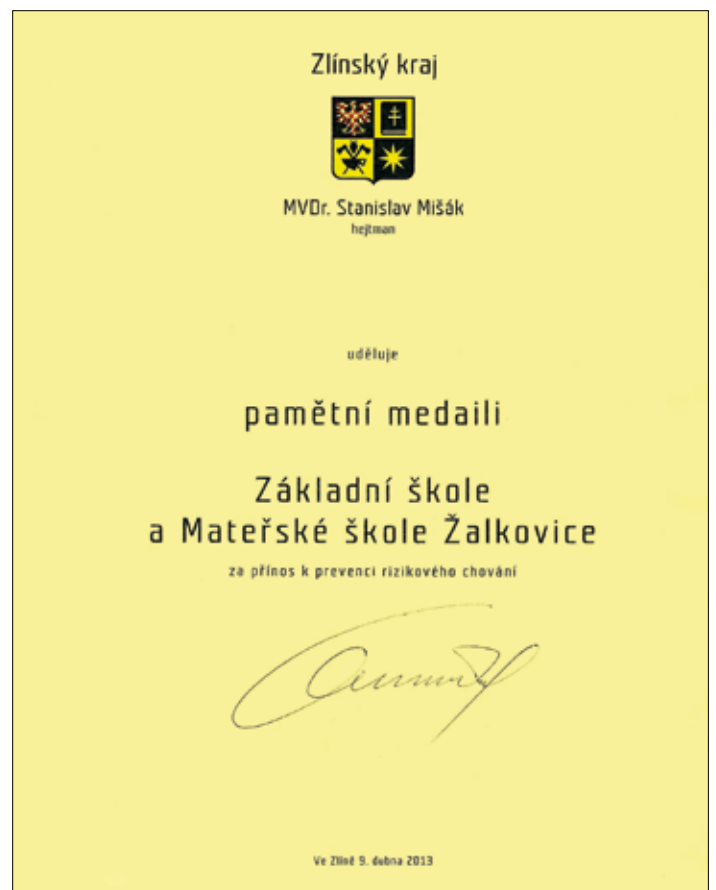 Zlínský kraj
MVDr. Stanislav Mišák
hejtman
uděluje
pamětní medaili
Základní škole
a Mateřské škole Žalkovice
za přínos k prevenci rizikového chování
Ve Zlíně 9. dubna 2013